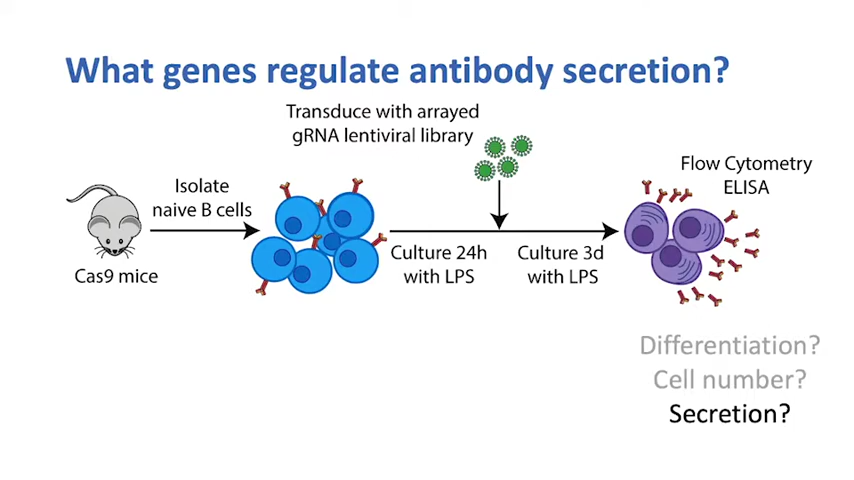 What genes regulate antibody secretion?
Transduce with arrayed
gRNA lentiviral library
Flow Cytometry
ELISA
Isolate
naive B cells
Cas9 mice
Culture 24h
with LPS
Culture 3d
with LPS
Differentiation?
Cell number?
Secretion?